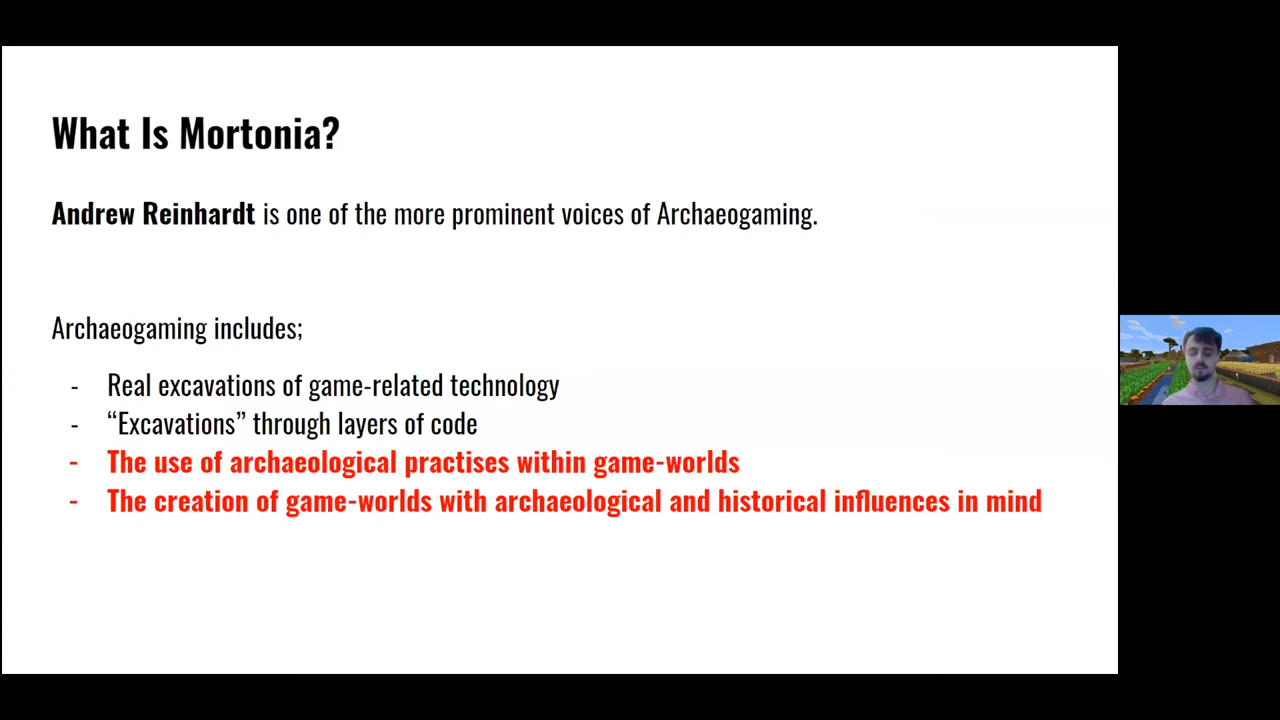 What Is Mortonia?
Andrew Reinhardt is one of the more prominent voices of Archaeogaming.
Archaeogaming includes;
- Real excavations of game-related technology
- “Excavations” through layers of code
- The use of archaeological practises within game-worlds
- The creation of game-worlds with archaeological and historical influences in mind